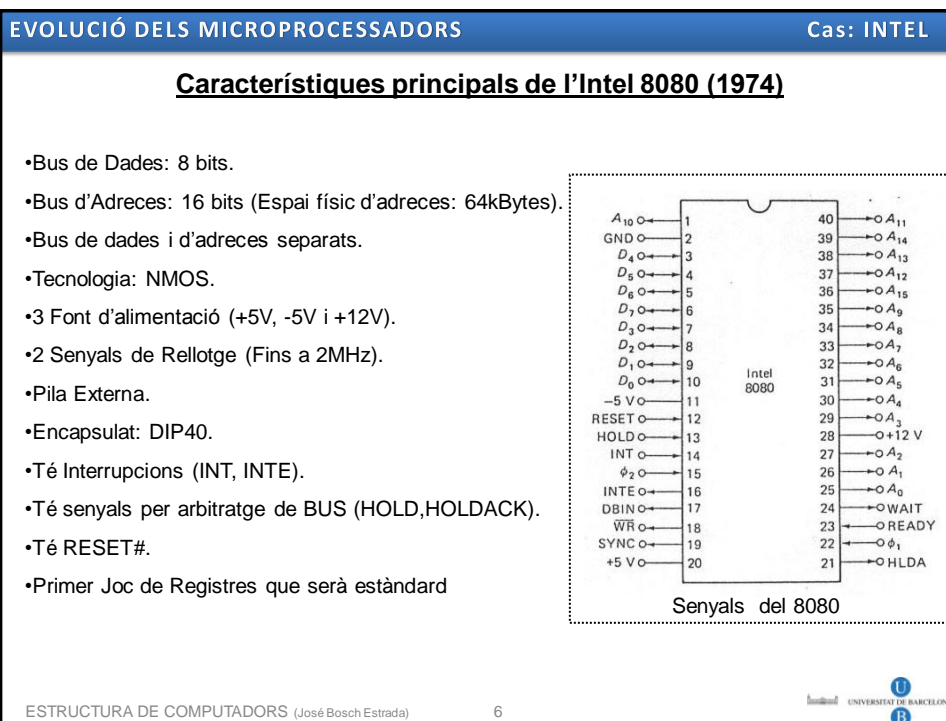 EVOLUCIÓ DELS MICROPROCESSADORS Cas: INTEL
Característiques principals de l'Intel 8080 (1974)
•Bus de Dades: 8 bits.
•Bus d'Adreces: 16 bits (Espai físic d'adreces: 64kBytes).
•Bus de dades i d'adreces separats.
•Tecnologia: NMOS.
•3 Font d'alimentació (+5V, -5V i +12V).
•2 Senyals de Rellotge (Fins a 2MHz).
•Pila Externa.
•Encapsulat: DIP40.
•Té Interrupcions (INT, INTE).
•Té senyals per arbitratge de BUS (HOLD,HOLDACK).
•Té RESET#.
•Primer Joc de Registres que serà estàndard
A10 1 40 A11
GND 2 39 A14
D4 3 38 A13
D5 4 37 A12
D6 5 36 A15
D7 6 35 A9
D3 7 34 A8
D2 8 33 A7
D1 9 32 A6
D0 10 31 A5
Intel
8080
−5 V 11 30 A4
RESET 12 29 A3
HOLD 13 28 +12 V
INT 14 27 A2
ϕ2 15 26 A1
INTE 16 25 A0
DBIN 17 24 WAIT
W̅R̅ 18 23 READY
SYNC 19 22 ϕ1
+5 V 20 21 HLDA
Senyals del 8080
ESTRUCTURA DE COMPUTADORS (José Bosch Estrada) 6
UNIVERSITAT DE BARCELON
U
B